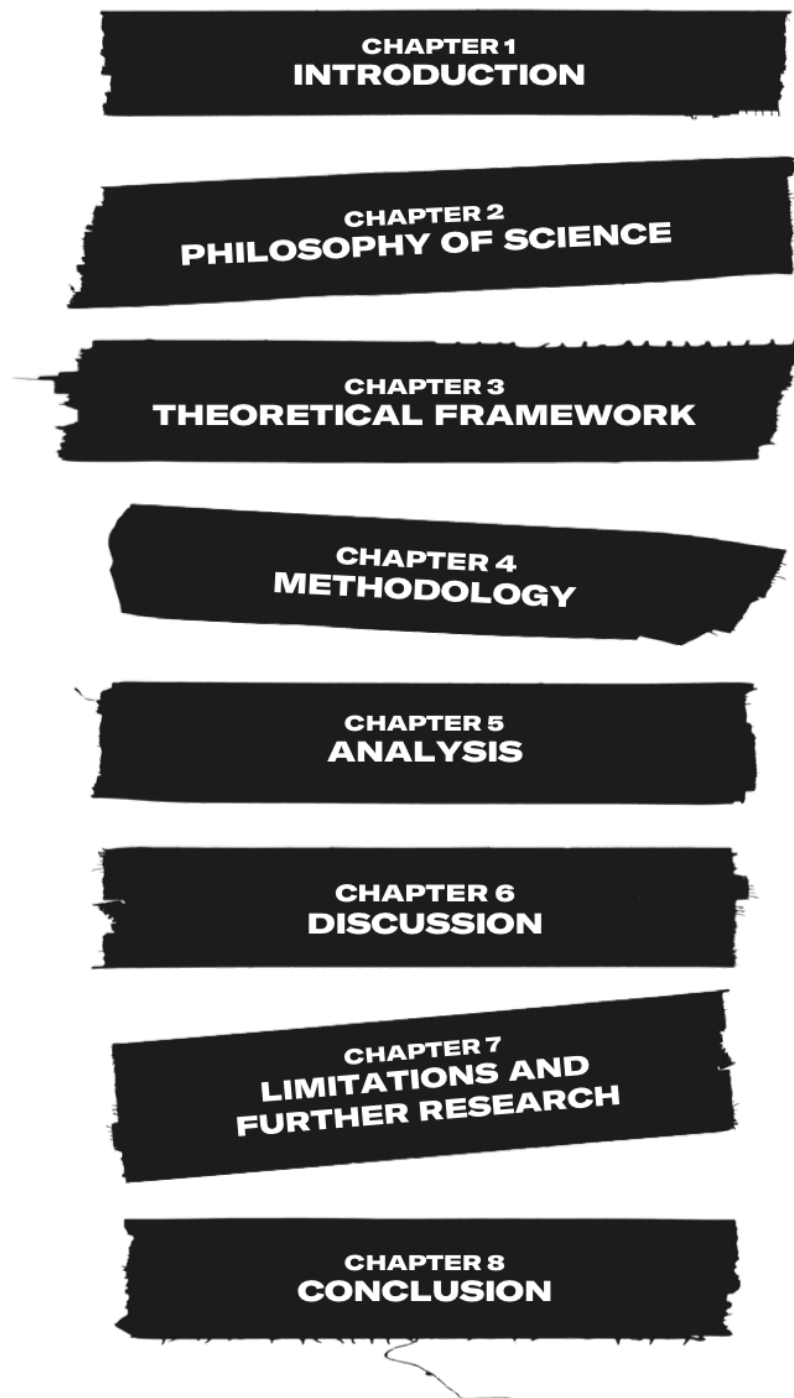 CHAPTER 1
INTRODUCTION
CHAPTER 2
PHILOSOPHY OF SCIENCE
CHAPTER 3
THEORETICAL FRAMEWORK
CHAPTER 4
METHODOLOGY
CHAPTER 5
ANALYSIS
CHAPTER 6
DISCUSSION
CHAPTER 7
LIMITATIONS AND
FURTHER RESEARCH
CHAPTER 8
CONCLUSION